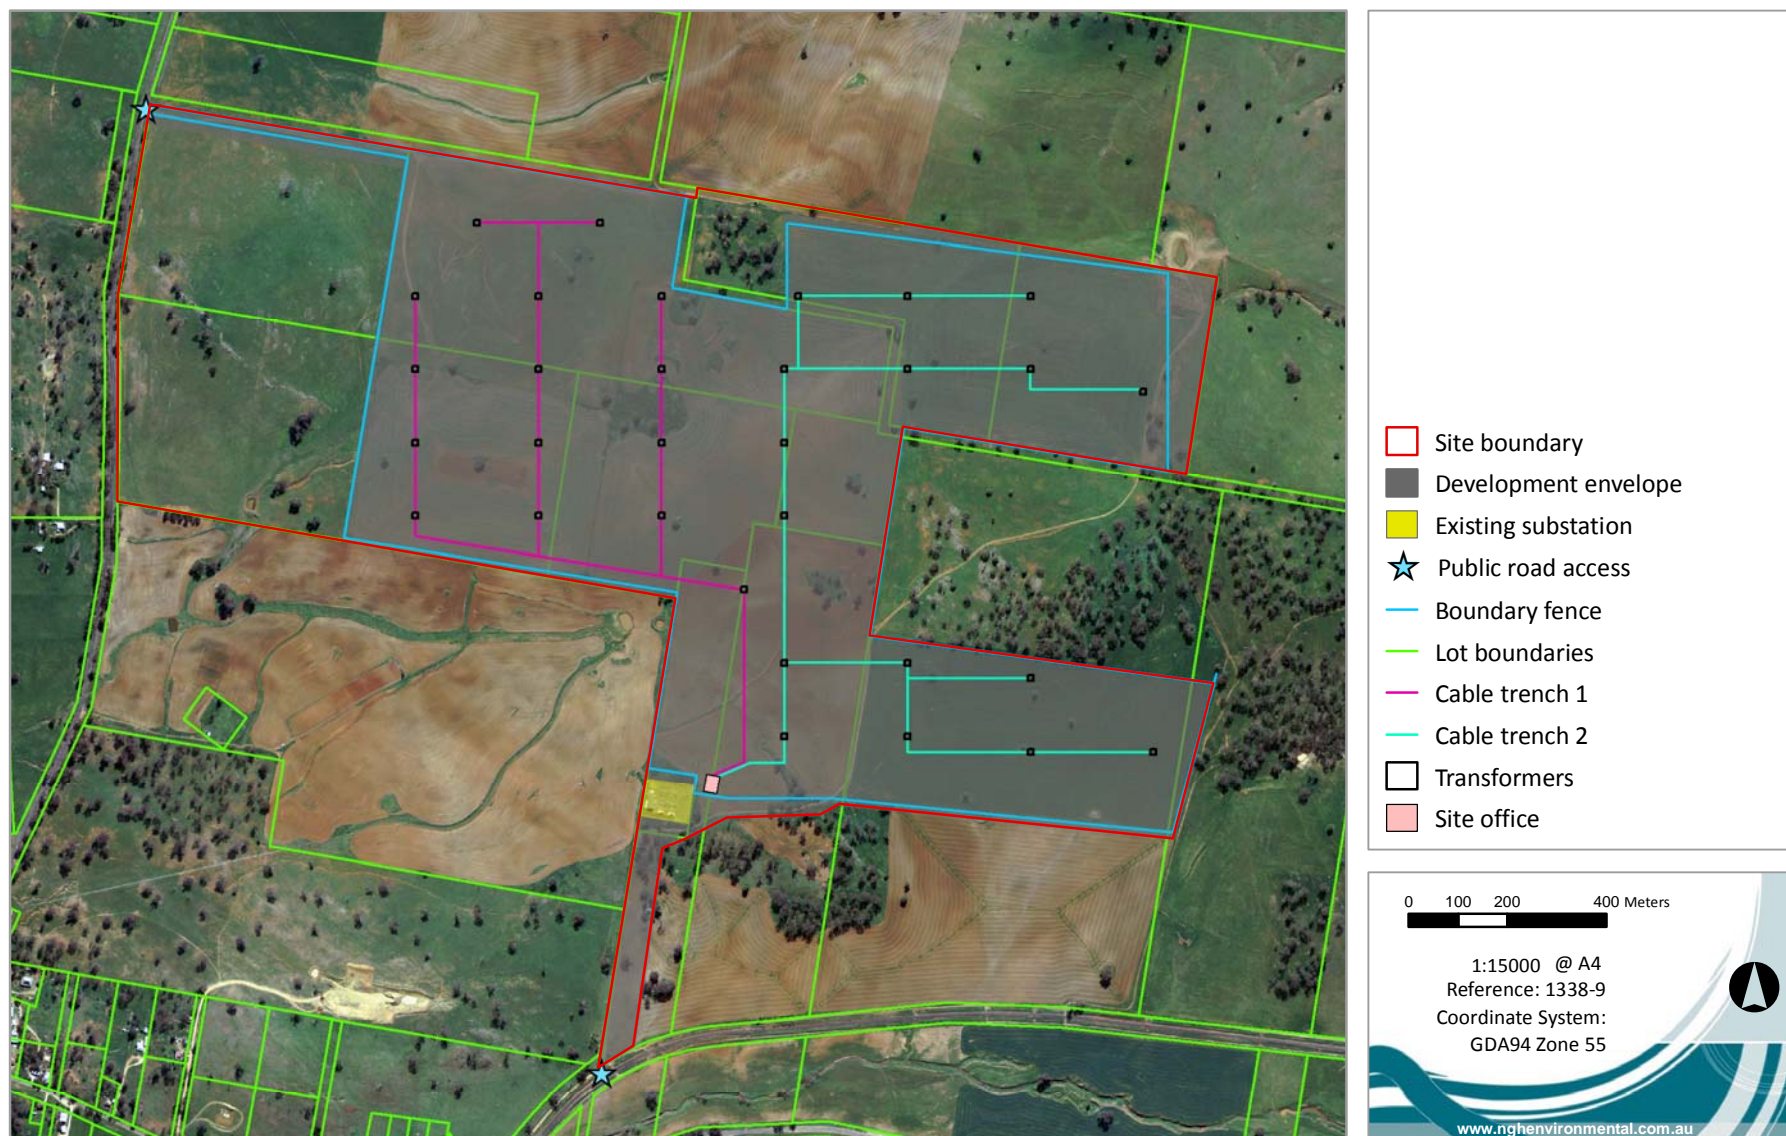 Site boundary
Development envelope
Existing substation
Public road access
Boundary fence
Lot boundaries
Cable trench 1
Cable trench 2
Transformers
Site office
0 100 200 400 Meters
1:15000 @ A4
Reference: 1338-9
Coordinate System:
GDA94 Zone 55
www.nghenvironmental.com.au